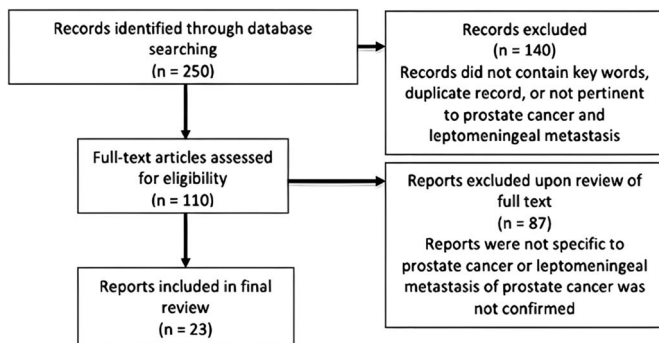 Records identified through database
searching
(n = 250)
Records excluded
(n = 140)
Records did not contain key words,
duplicate record, or not pertinent
to prostate cancer and
leptomeningeal metastasis
Full-text articles assessed
for eligibility
(n = 110)
Reports excluded upon review of
full text
(n = 87)
Reports were not specific to
prostate cancer or leptomeningeal
metastasis of prostate cancer was
not confirmed
Reports included in final
review
(n = 23)